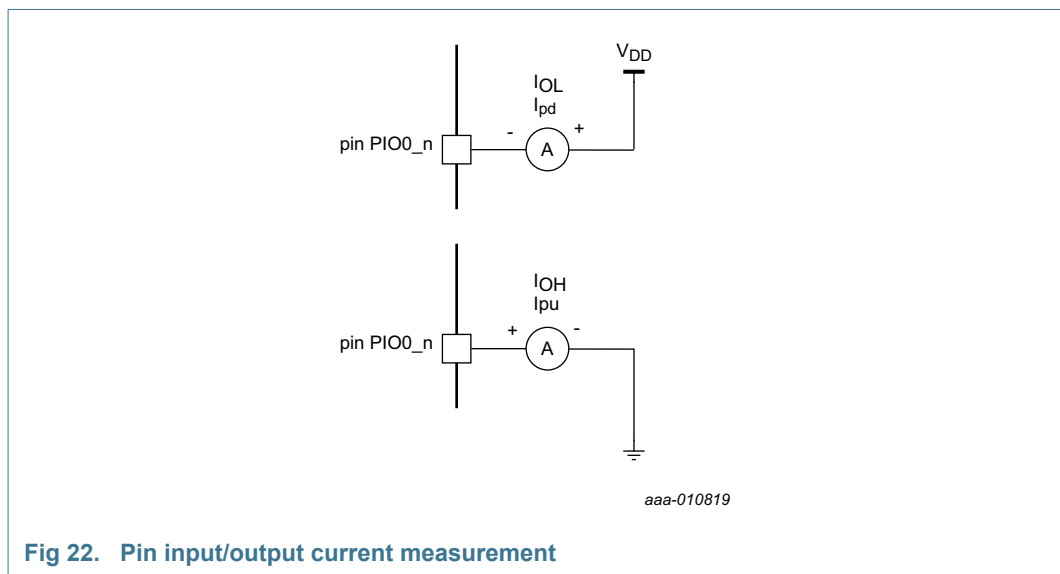 VDD
IOL
Ipd
pin PIO0_n
-
+
A
IOH
Ipu
pin PIO0_n
+
-
A
aaa-010819
Fig 22. Pin input/output current measurement